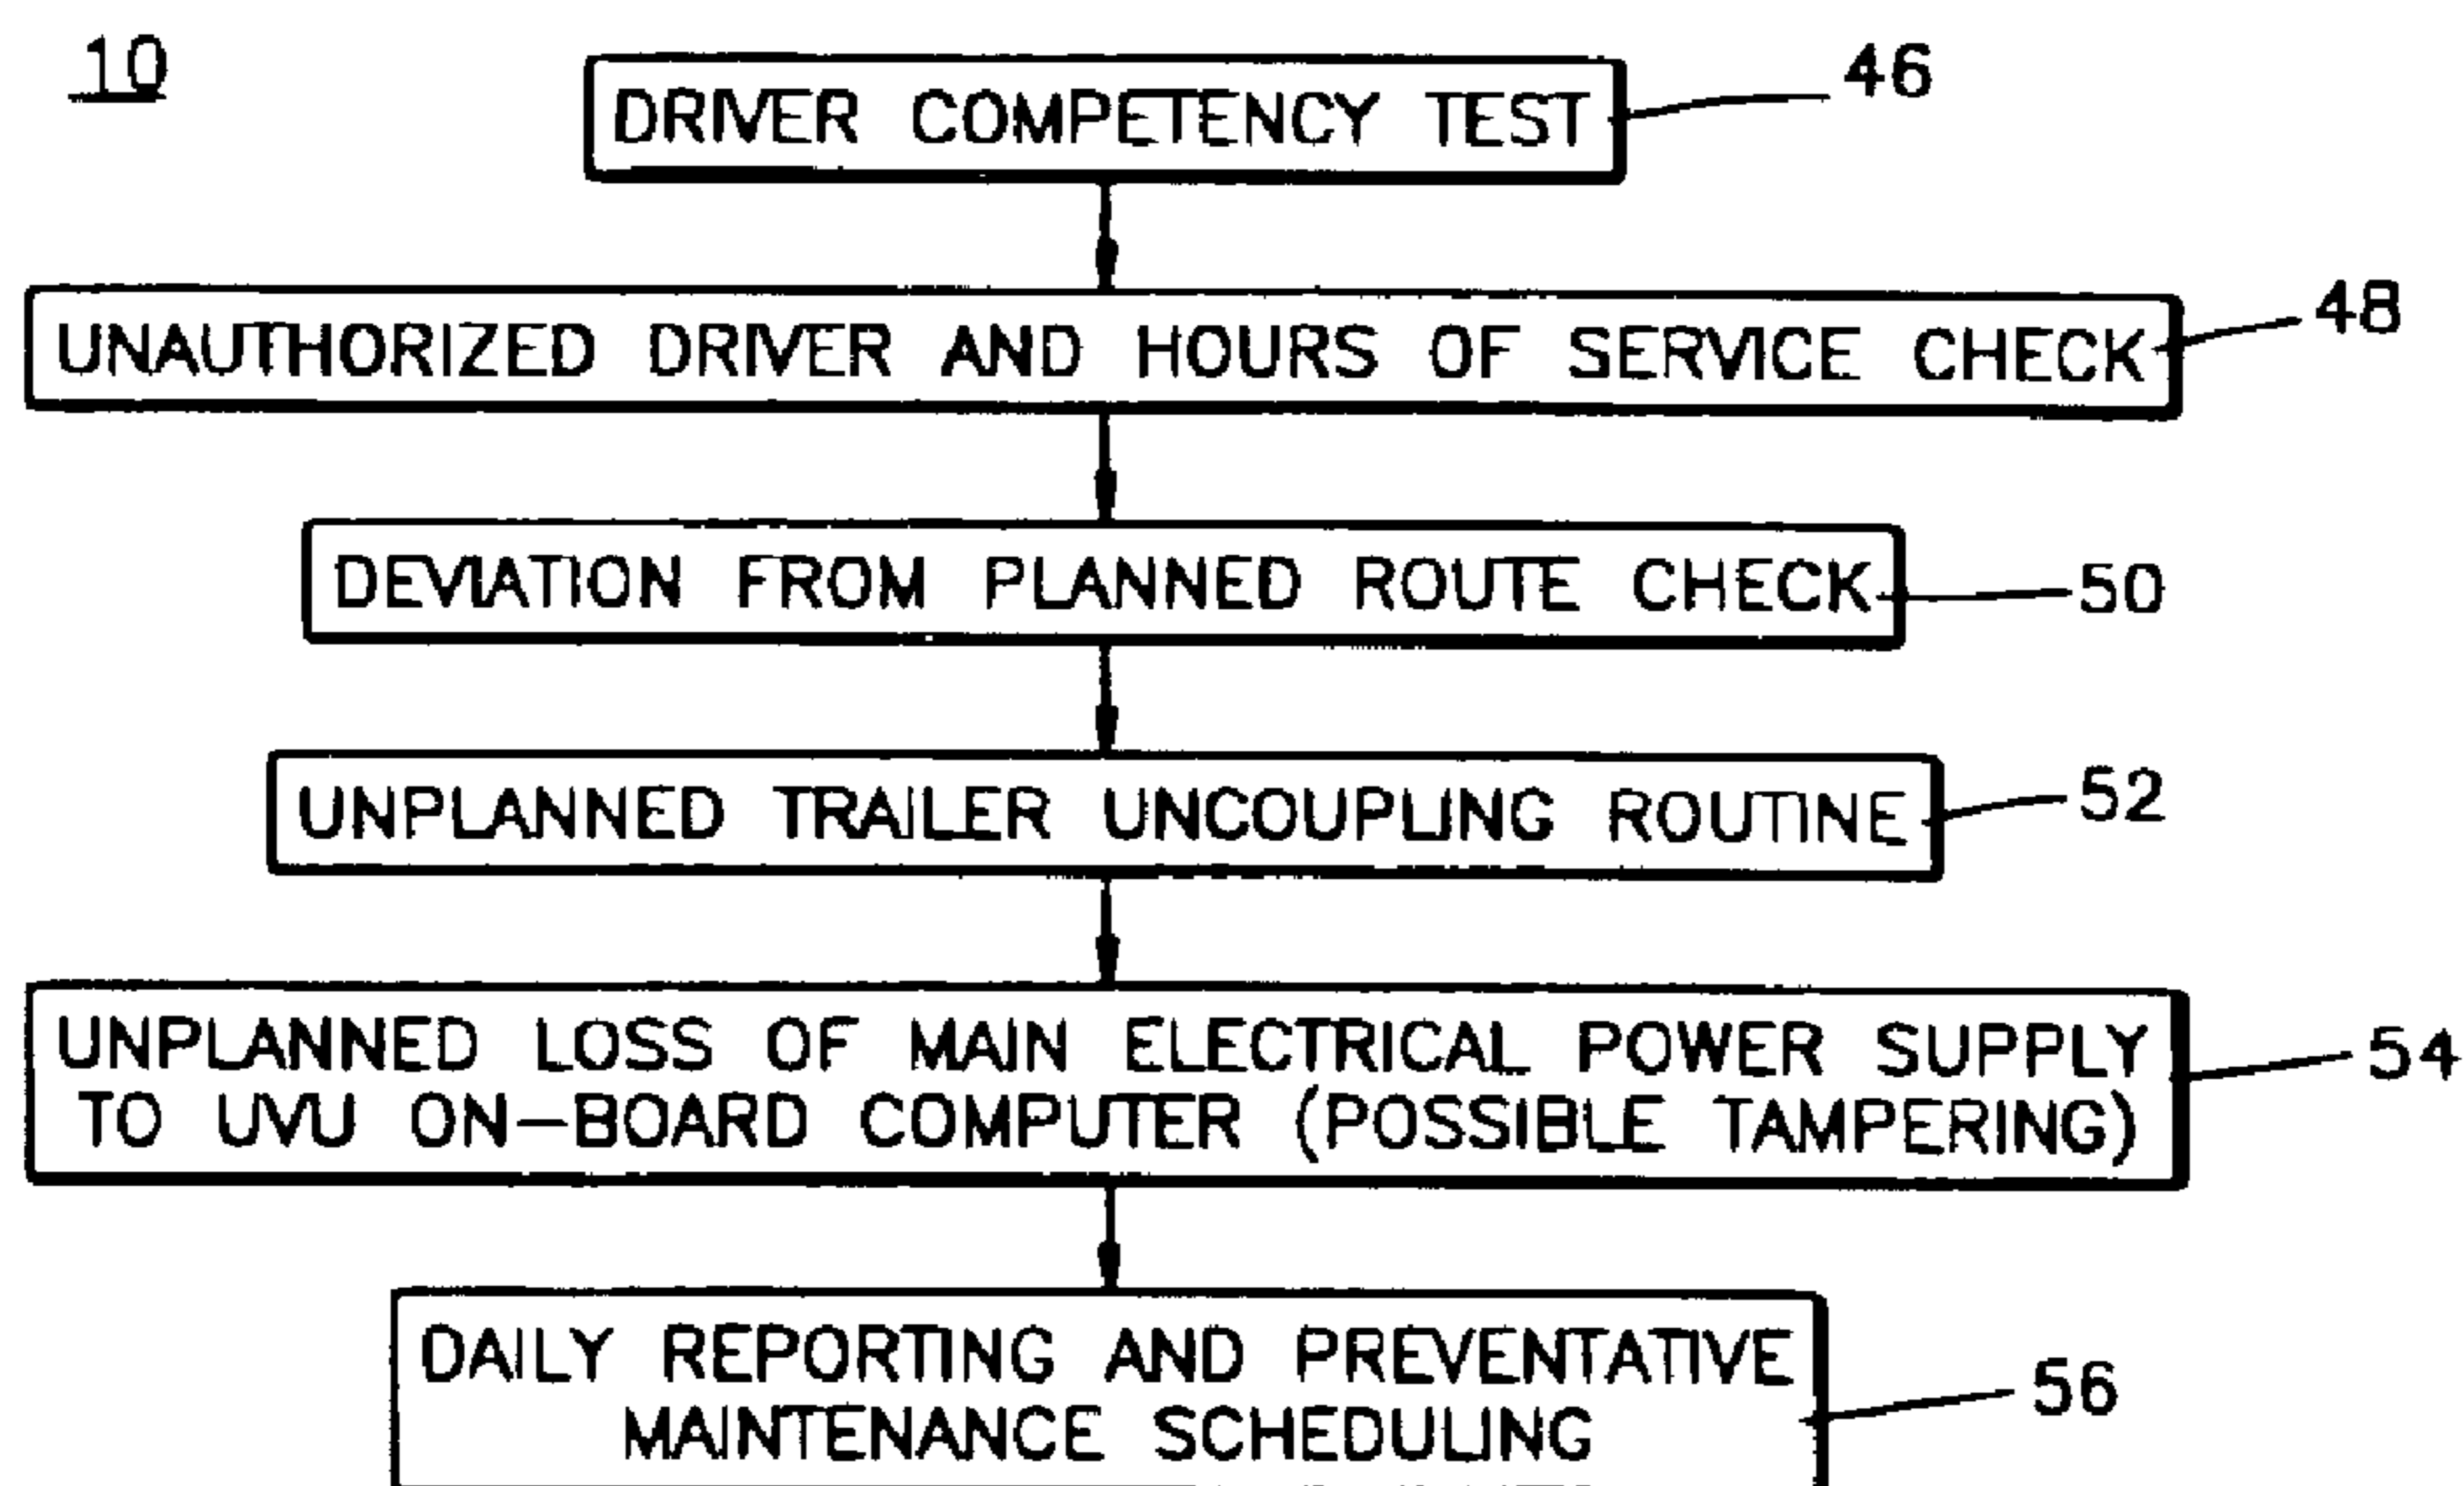 10
DRIVER COMPETENCY TEST
46
UNAUTHORIZED DRIVER AND HOURS OF SERVICE CHECK
48
DEVIATION FROM PLANNED ROUTE CHECK
50
UNPLANNED TRAILER UNCOUPLING ROUTINE
52
UNPLANNED LOSS OF MAIN ELECTRICAL POWER SUPPLY
TO UVU ON-BOARD COMPUTER (POSSIBLE TAMPERING)
54
DAILY REPORTING AND PREVENTATIVE
MAINTENANCE SCHEDULING
56